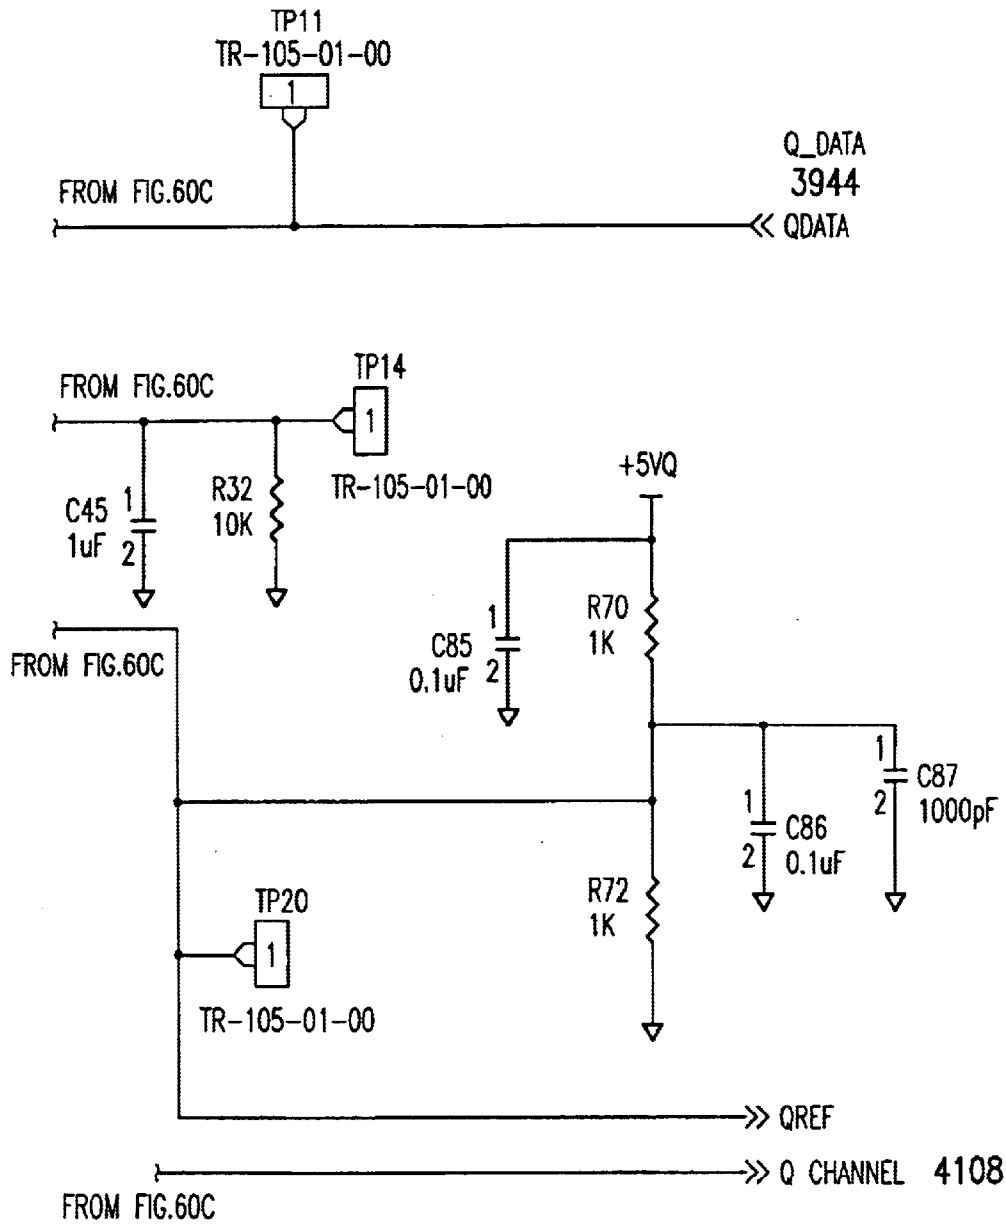 TP11
TR-105-01-00
1
Q_DATA
3944
FROM FIG.60C
QDATA
TP14
FROM FIG.60C
1
TR-105-01-00
+5VQ
C45
1uF
1
2
R32
10K
R70
1K
C85
0.1uF
1
2
FROM FIG.60C
1
2
C87
1000pF
1
2
C86
0.1uF
R72
1K
TP20
1
TR-105-01-00
QREF
Q CHANNEL 4108
FROM FIG.60C